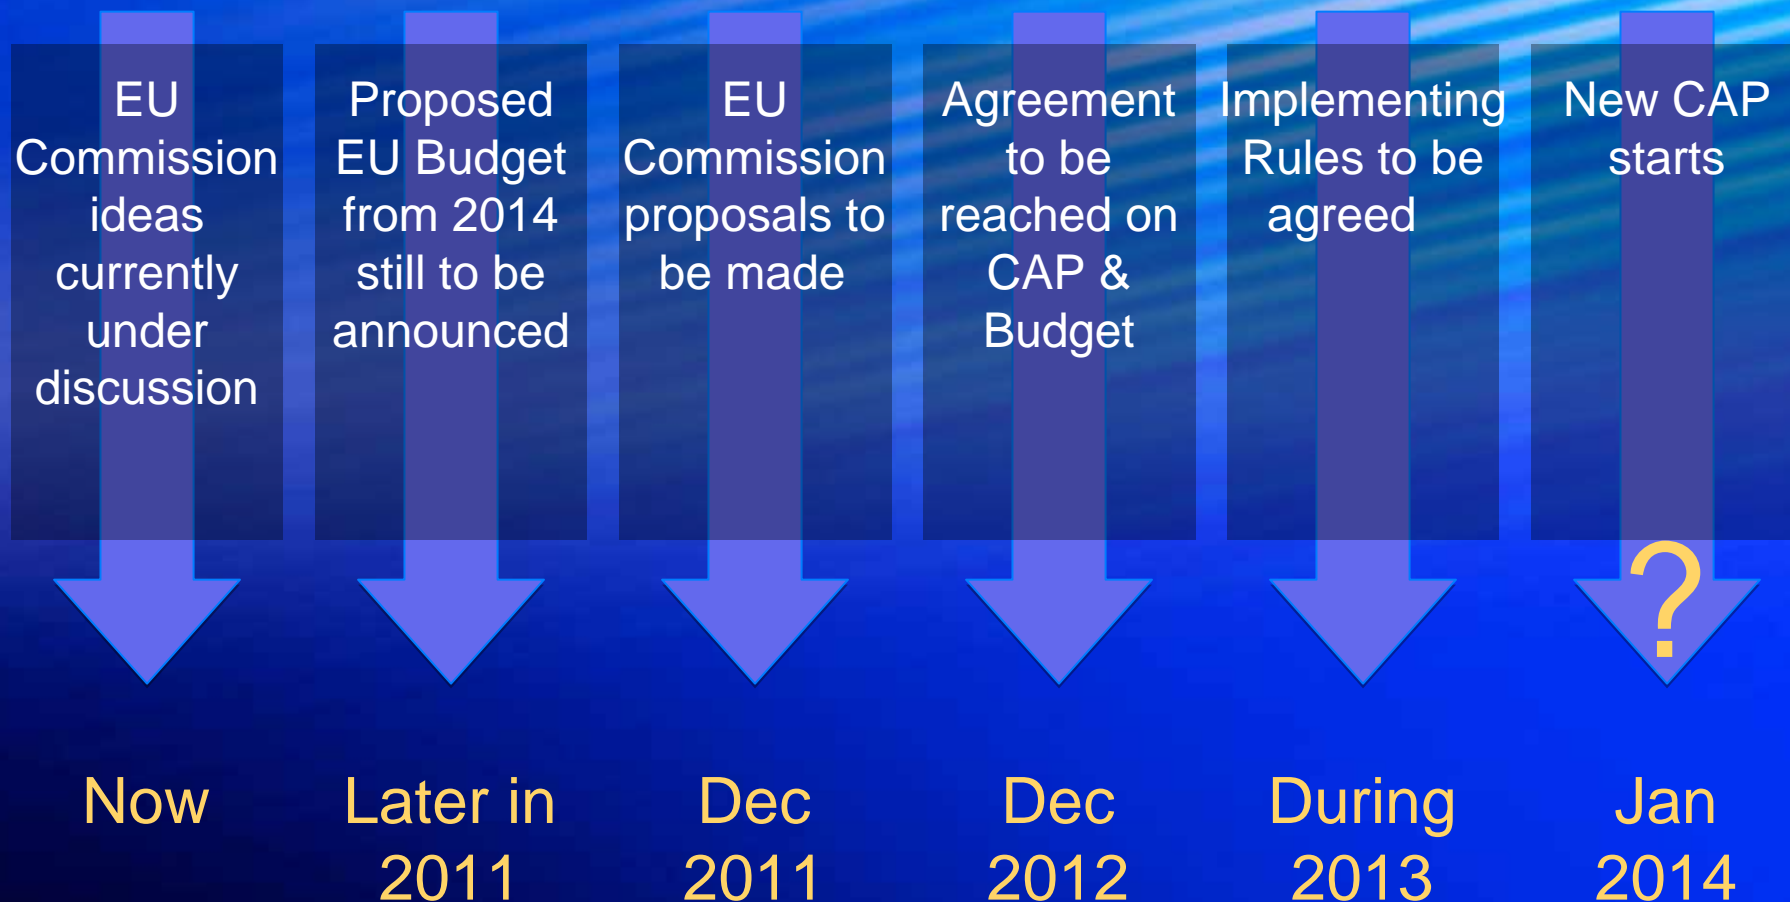 EU
Commission
ideas
currently
under
discussion
Proposed
EU Budget
from 2014
still to be
announced
EU
Commission
proposals to
be made
Agreement
to be
reached on
CAP &
Budget
Implementing
Rules to be
agreed
New CAP
starts
?
Now
Later in
2011
Dec
2011
Dec
2012
During
2013
Jan
2014